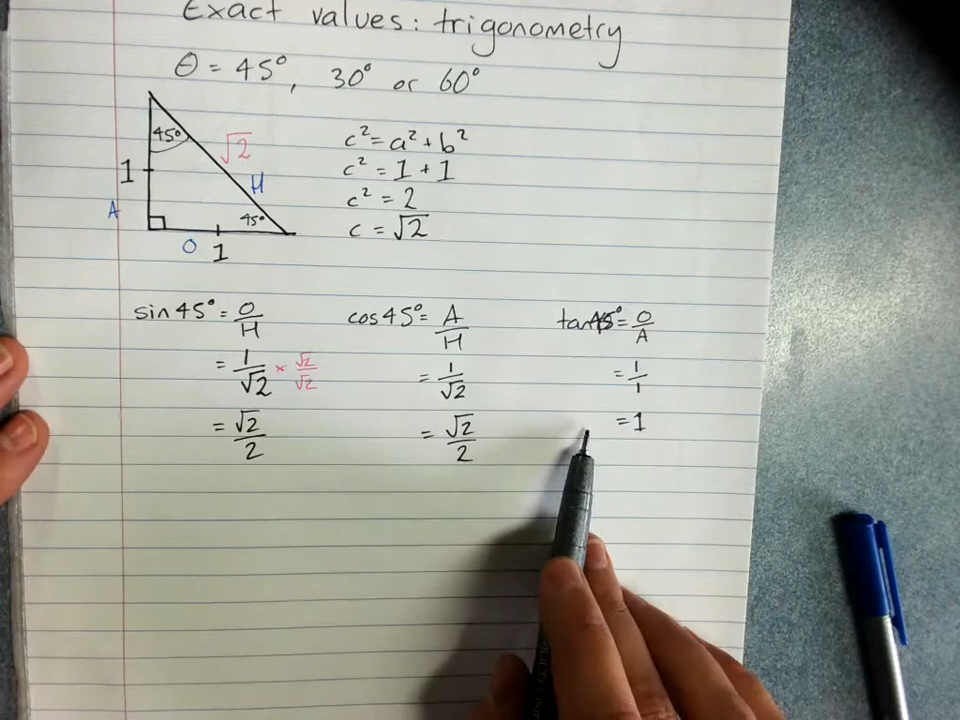 Exact values: trigonometry
θ = 45°, 30° or 60°
45°
√2
1
H
A
45°
O
1
c² = a² + b²
c² = 1 + 1
c² = 2
c = √2
sin 45° = O/H
= 1/√2 × √2/√2
= √2/2
cos 45° = A/H
= 1/√2
= √2/2
tan 45° = O/A
= 1/1
= 1